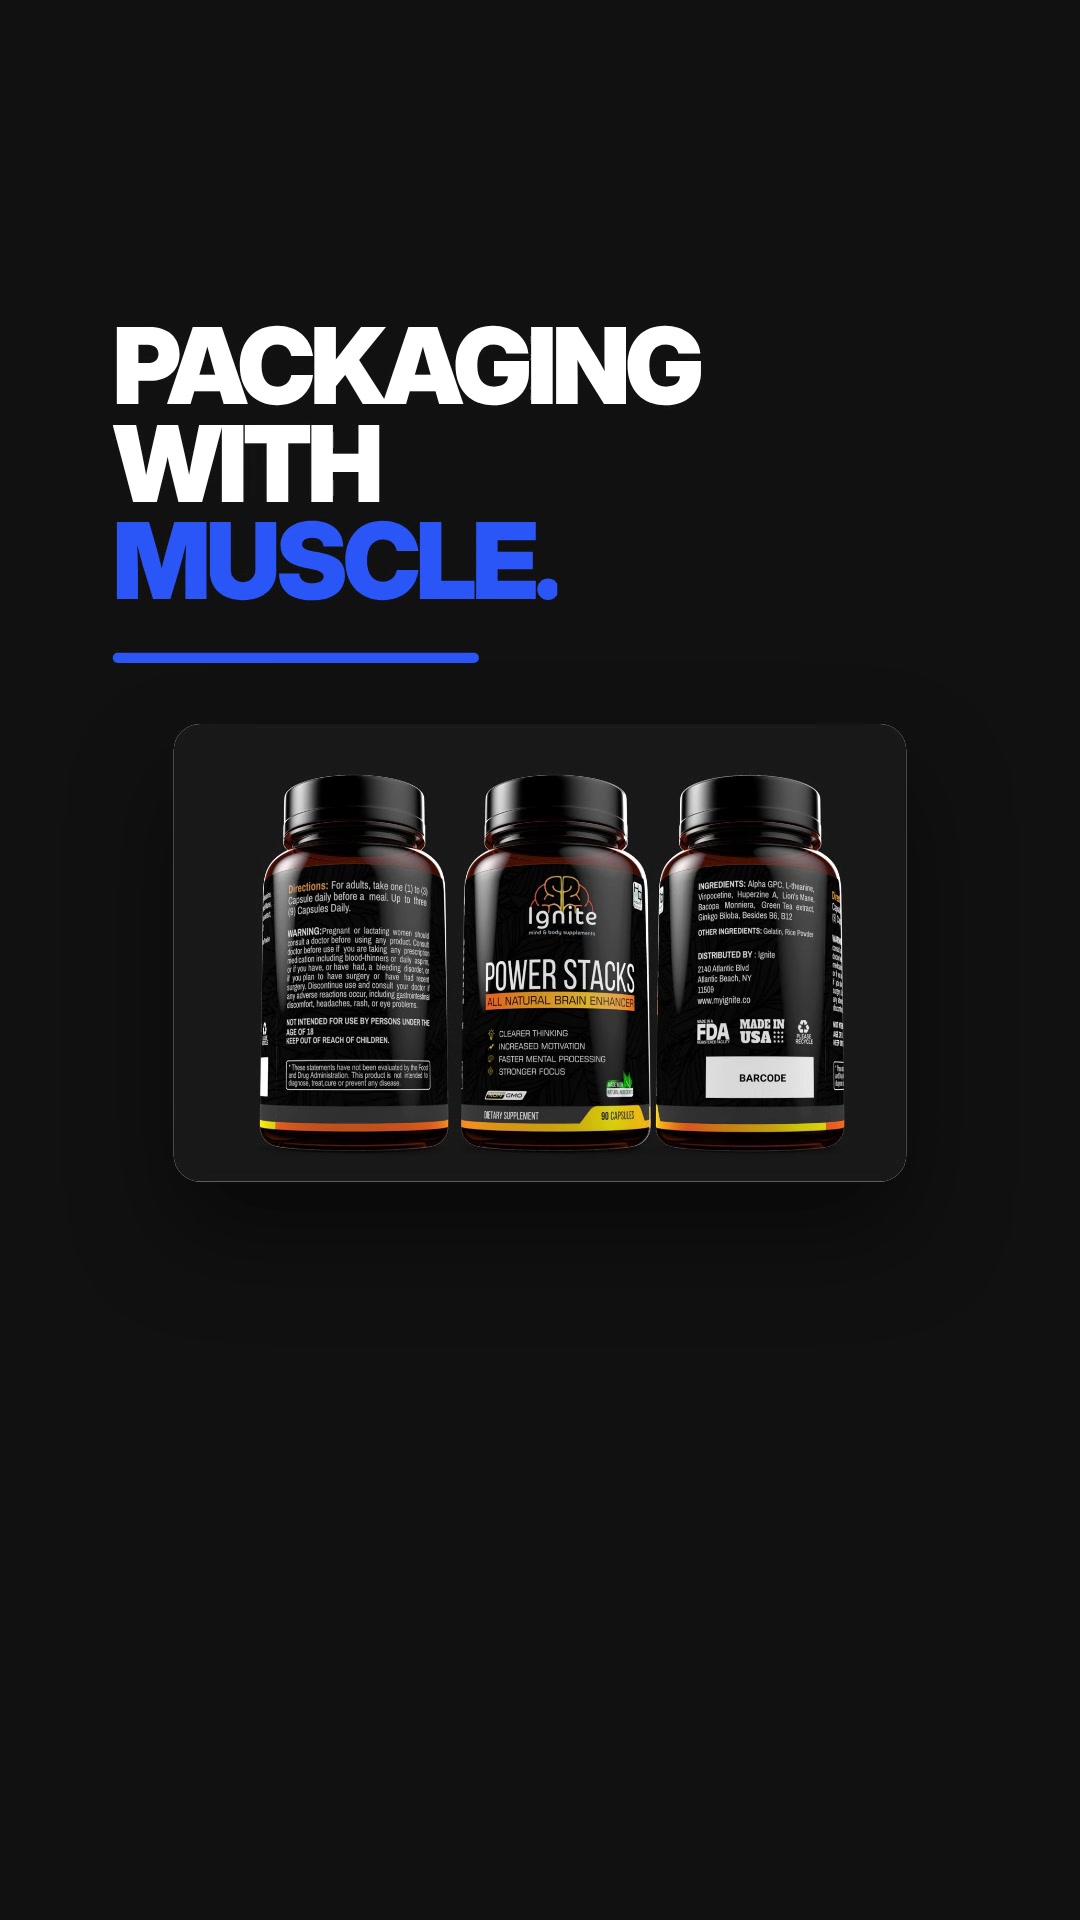 PACKAGING
WITH
MUSCLE.
Directions: For adults, take one (1) to (3)
Capsule daily before a meal. Up to three
(9) Capsules Daily.
WARNING:Pregnant or lactating women should
consult a doctor before using any product. Consult
doctor before use if you are taking any prescription
medication including blood-thinners or daily aspirin,
or if you have, or have had, a bleeding disorder, or
if you plan to have surgery or have had recent
surgery. Discontinue use and consult your doctor if
any adverse reactions occur, including gastrointestinal
discomfort, headaches, rash, or eye problems.
NOT INTENDED FOR USE BY PERSONS UNDER THE
AGE OF 18
KEEP OUT OF REACH OF CHILDREN.
* These statements have not been evaluated by the Food
and Drug Administration. This product is not intended to
diagnose, treat,cure or prevent any disease.
Ignite
mind & body supplements
POWER STACKS
ALL NATURAL BRAIN ENHANCER
CLEARER THINKING
INCREASED MOTIVATION
FASTER MENTAL PROCESSING
STRONGER FOCUS
NON GMO
DIETARY SUPPLEMENT
90 CAPSULES
INGREDIENTS: Alpha GPC, L-theanine,
Vinpocetine, Huperzine A, Lion's Mane,
Bacopa Monniera, Green Tea extract,
Ginkgo Biloba, Besides B6, B12
OTHER INGREDIENTS: Gelatin, Rice Powder
DISTRIBUTED BY : Ignite
2140 Atlantic Blvd
Atlantic Beach, NY
11509
www.myignite.co
MADE IN A
FDA
REGISTERED FACILITY
MADE IN
USA
PLEASE
RECYCLE
BARCODE